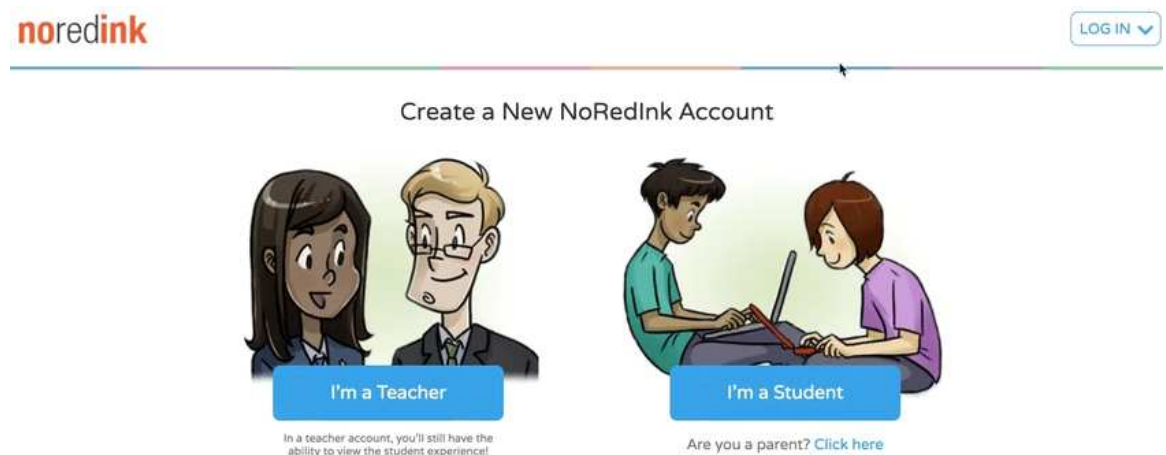 noredink
LOG IN
Create a New NoRedInk Account
I'm a Teacher
I'm a Student
In a teacher account, you'll still have the
ability to view the student experience!
Are you a parent? Click here